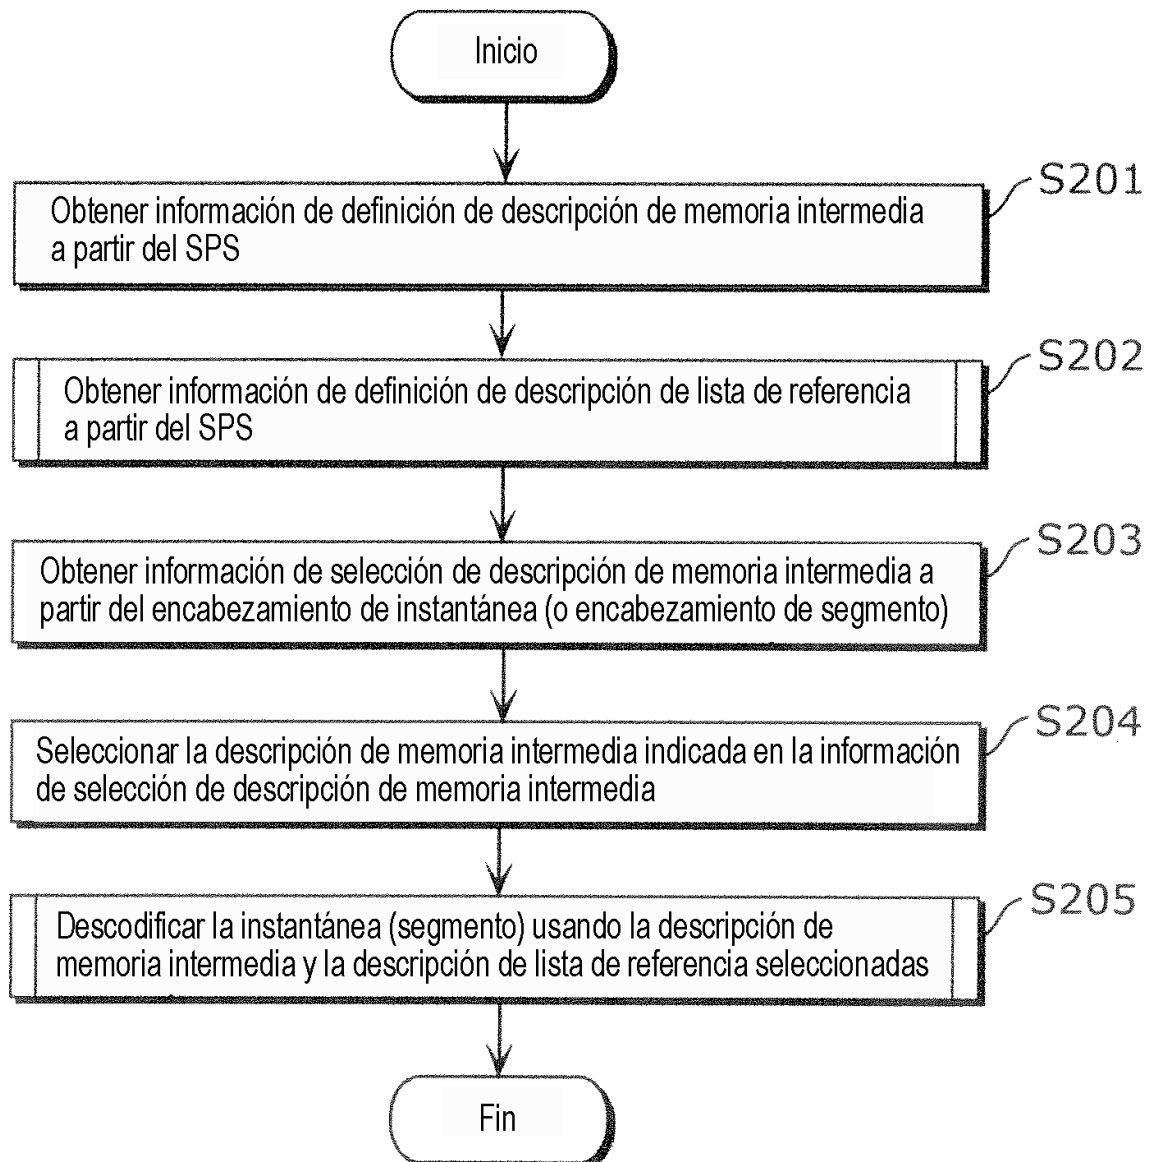 Inicio
S201
Obtener información de definición de descripción de memoria intermedia
a partir del SPS
S202
Obtener información de definición de descripción de lista de referencia
a partir del SPS
S203
Obtener información de selección de descripción de memoria intermedia a
partir del encabezamiento de instantánea (o encabezamiento de segmento)
S204
Seleccionar la descripción de memoria intermedia indicada en la información
de selección de descripción de memoria intermedia
S205
Descodificar la instantánea (segmento) usando la descripción de
memoria intermedia y la descripción de lista de referencia seleccionadas
Fin